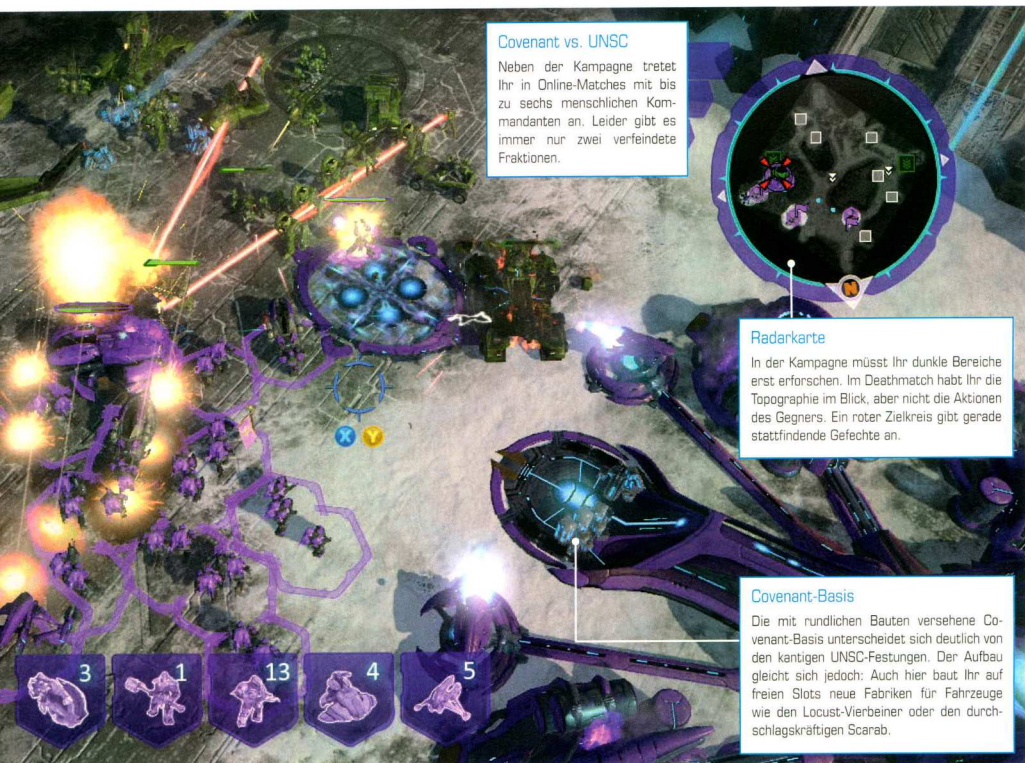 Covenant vs. UNSC
Neben der Kampagne tretet
Ihr in Online-Matches mit bis
zu sechs menschlichen Kom-
mandanten an. Leider gibt es
immer nur zwei verfeindete
Fraktionen.
N
Radarkarte
In der Kampagne müsst Ihr dunkle Bereiche
erst erforschen. Im Deathmatch habt Ihr die
Topographie im Blick, aber nicht die Aktionen
des Gegners. Ein roter Zielkreis gibt gerade
stattfindende Gefechte an.
X Y
Covenant-Basis
Die mit rundlichen Bauten versehene Co-
venant-Basis unterscheidet sich deutlich von
den kantigen UNSC-Festungen. Der Aufbau
gleicht sich jedoch: Auch hier baut Ihr auf
freien Slots neue Fabriken für Fahrzeuge
wie den Locust-Vierbeiner oder den durch-
schlagskräftigen Scarab.
3 1 13 4 5